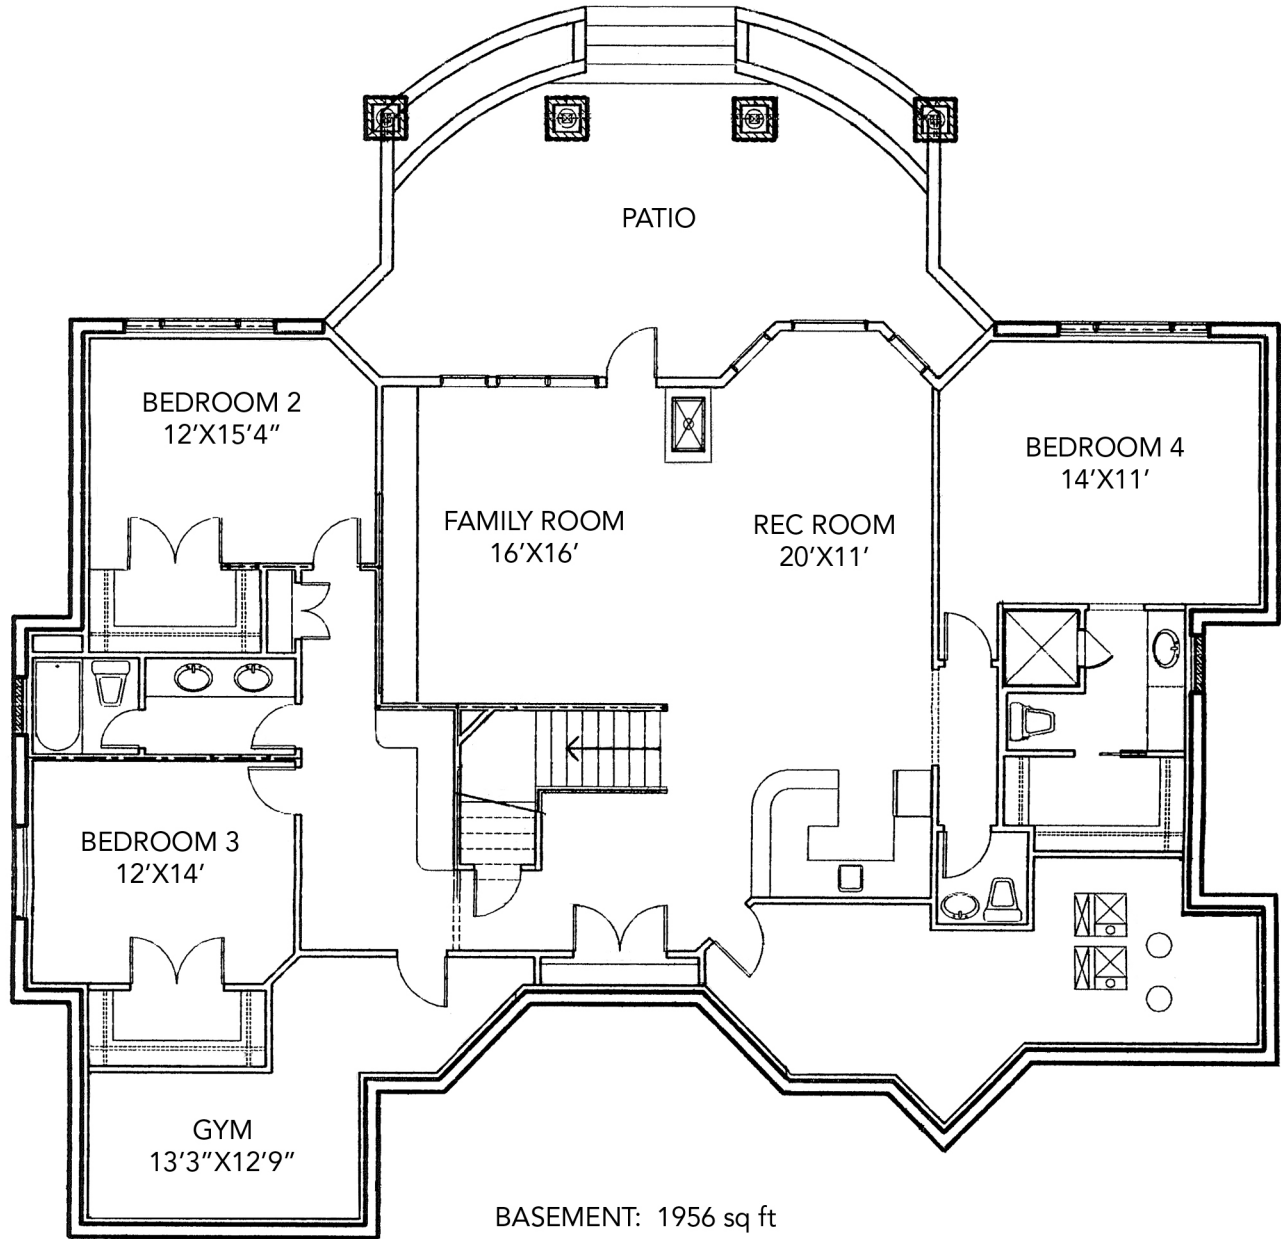 PATIO
BEDROOM 2
12'X15'4"
BEDROOM 4
14'X11'
FAMILY ROOM
16'X16'
REC ROOM
20'X11'
BEDROOM 3
12'X14'
GYM
13'3"X12'9"
BASEMENT: 1956 sq ft